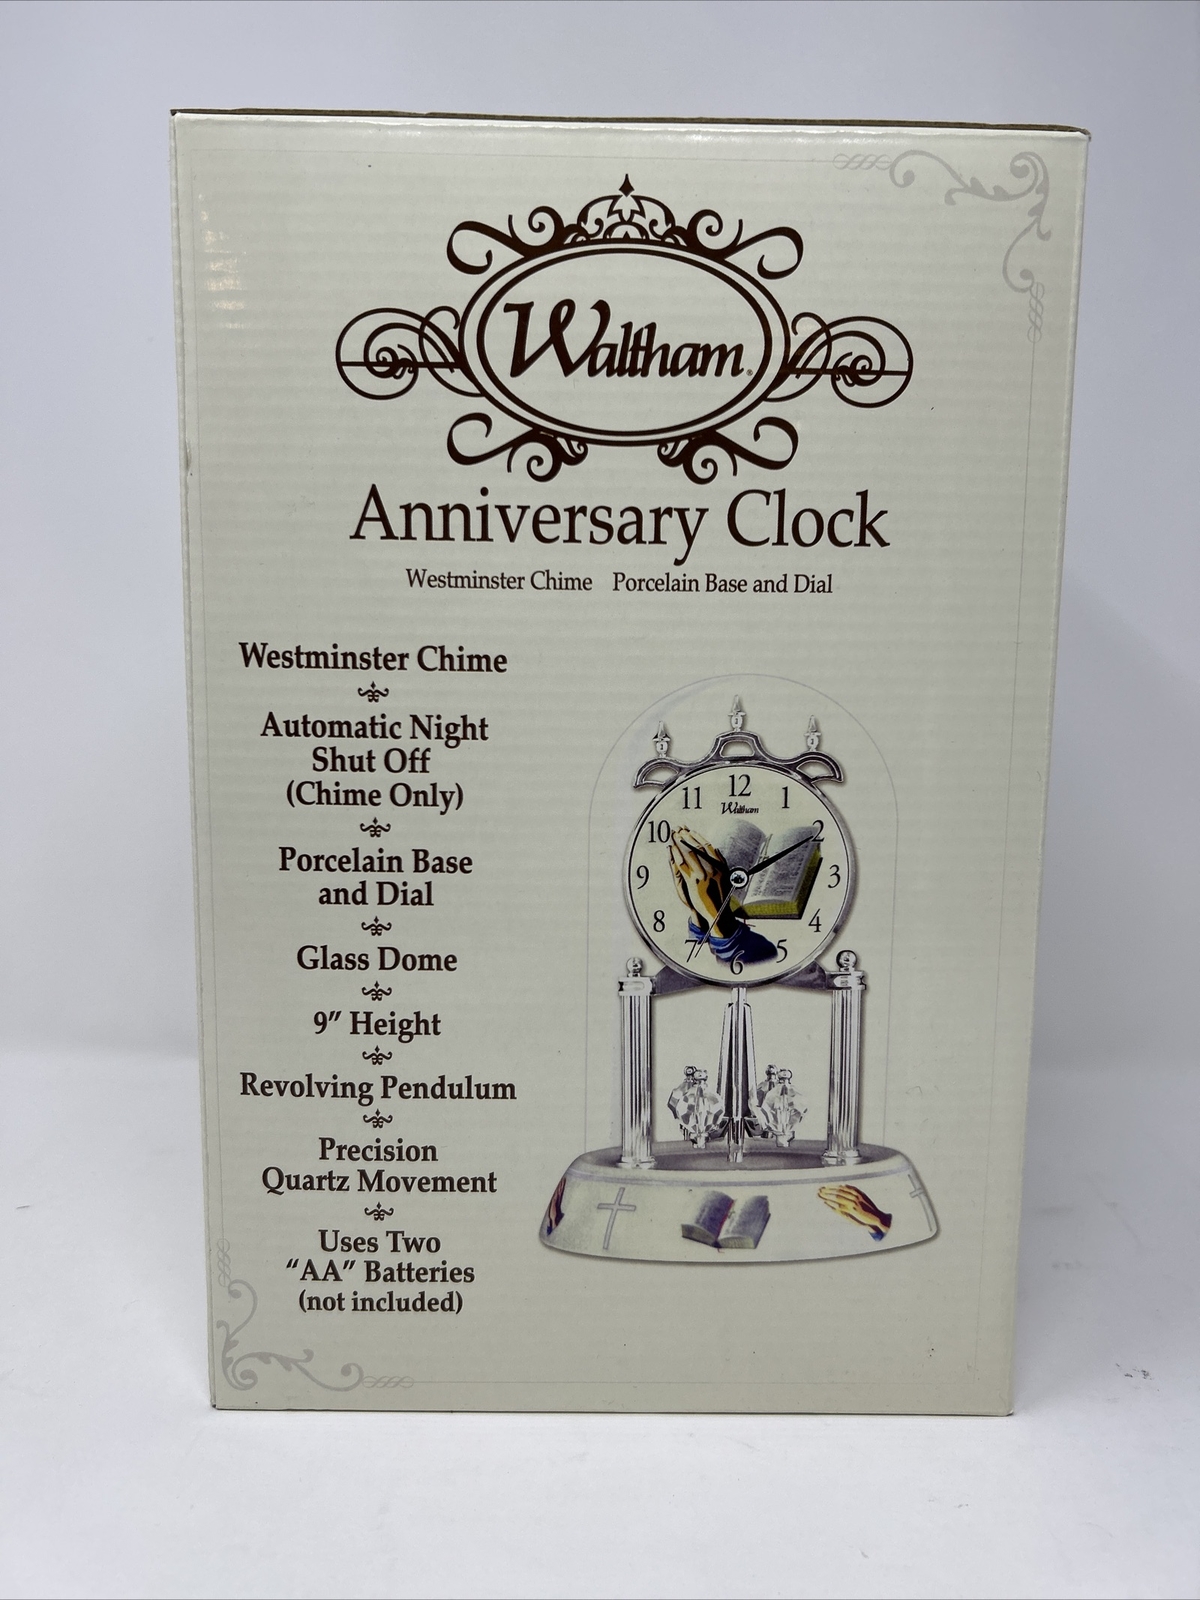 Waltham®
Anniversary Clock
Westminster Chime Porcelain Base and Dial
Westminster Chime
Automatic Night
Shut Off
(Chime Only)
Porcelain Base
and Dial
Glass Dome
9” Height
Revolving Pendulum
Precision
Quartz Movement
Uses Two
“AA” Batteries
(not included)
12
11 1
Waltham
10 2
9 3
8 4
7 5
6